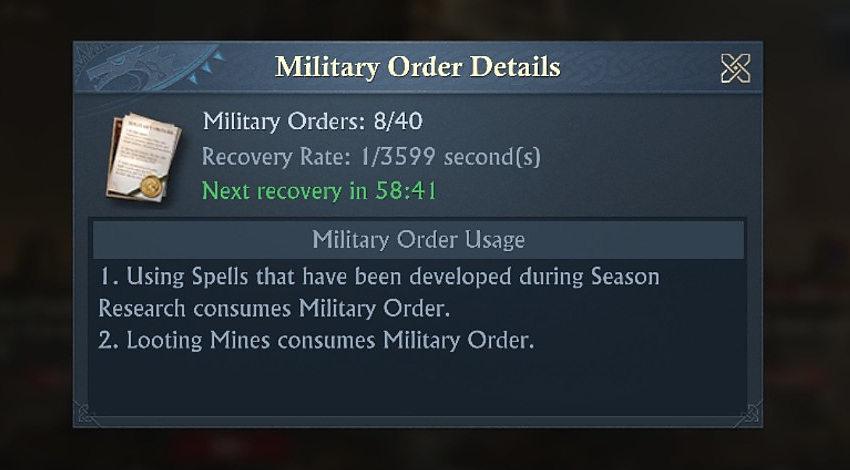 Military Order Details
Military Orders: 8/40
Recovery Rate: 1/3599 second(s)
Next recovery in 58:41
Military Order Usage
1. Using Spells that have been developed during Season
Research consumes Military Order.
2. Looting Mines consumes Military Order.